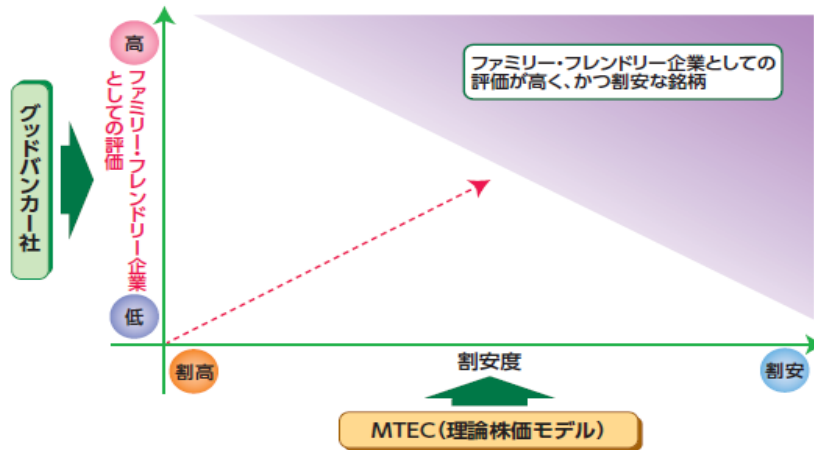 高
ファミリー・フレンドリー企業としての
評価が高く、かつ割安な銘柄
グッドバンカー社
ファミリー・フレンドリー企業
としての評価
低
割高
割安度
割安
MTEC(理論株価モデル)